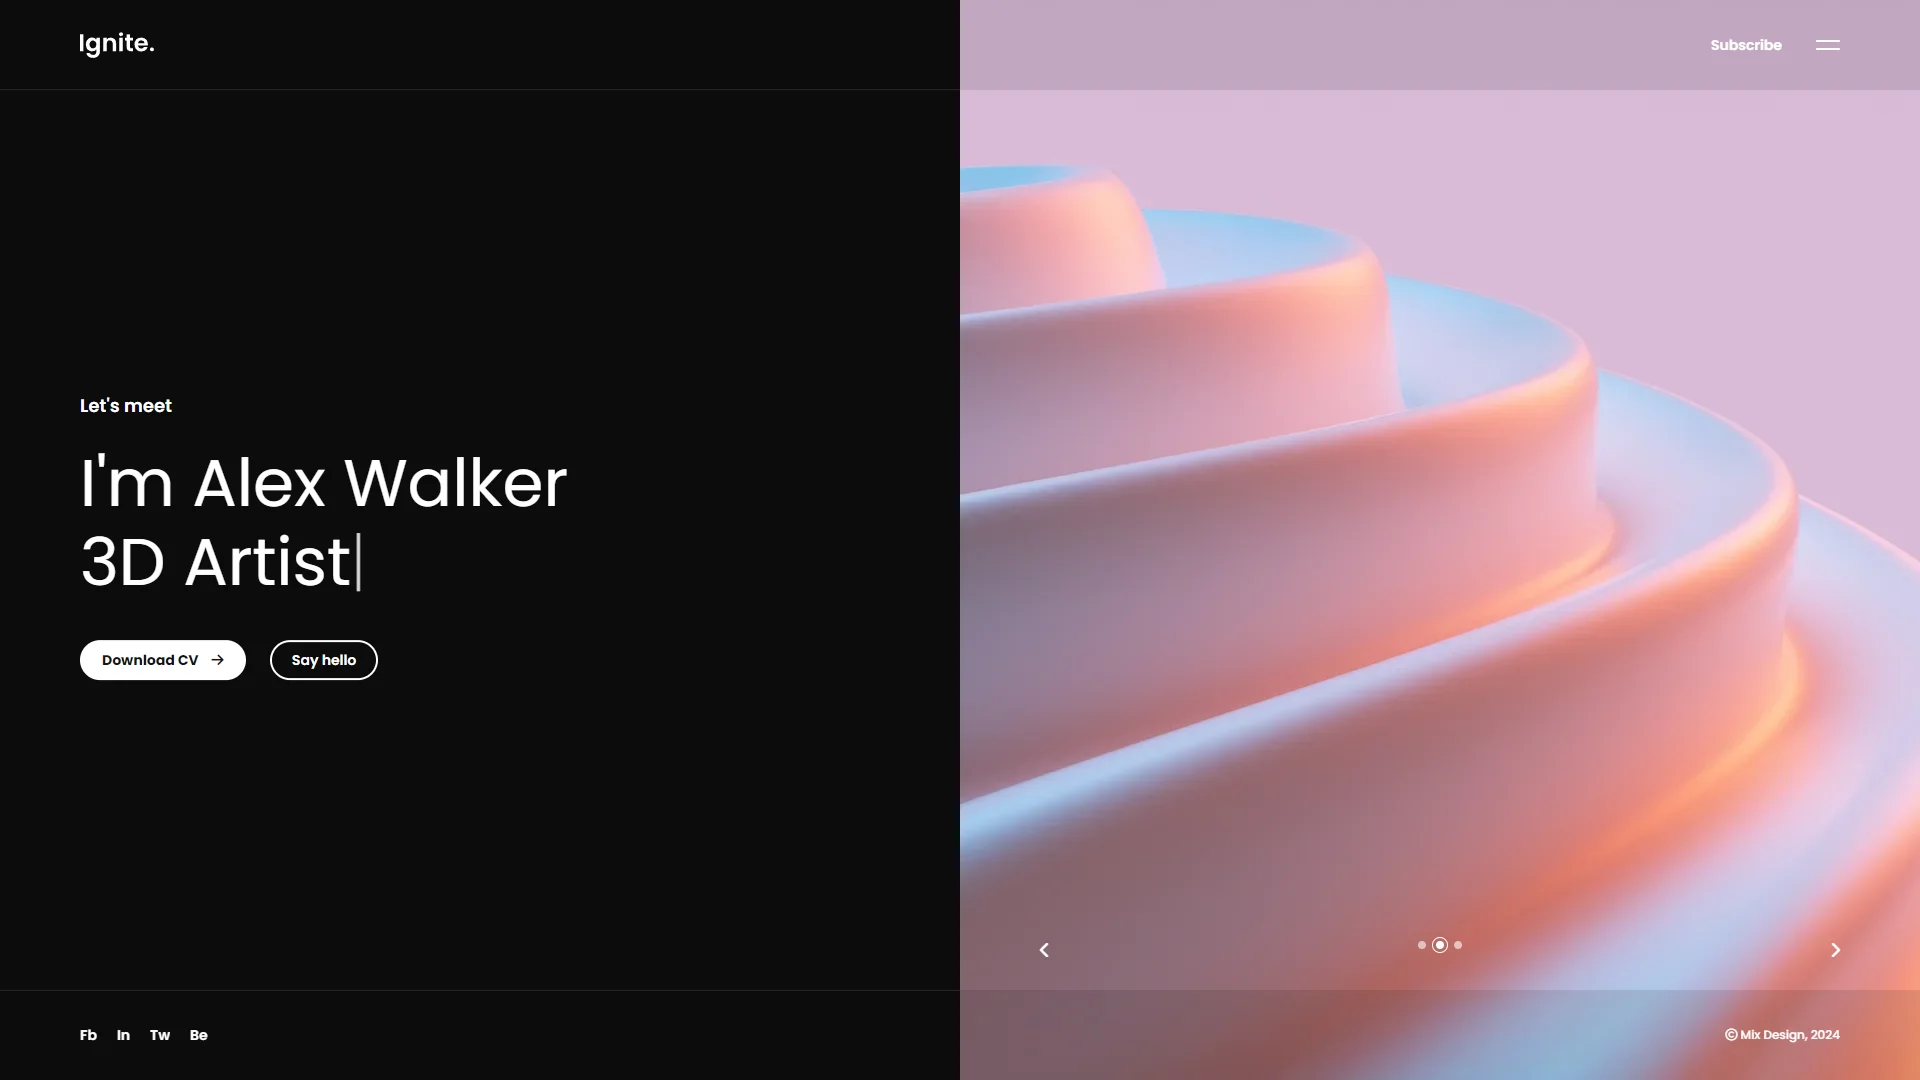 Ignite.
Subscribe
Let's meet
I'm Alex Walker
3D Artist
Download CV
Say hello
Fb In Tw Be
© Mix Design, 2024